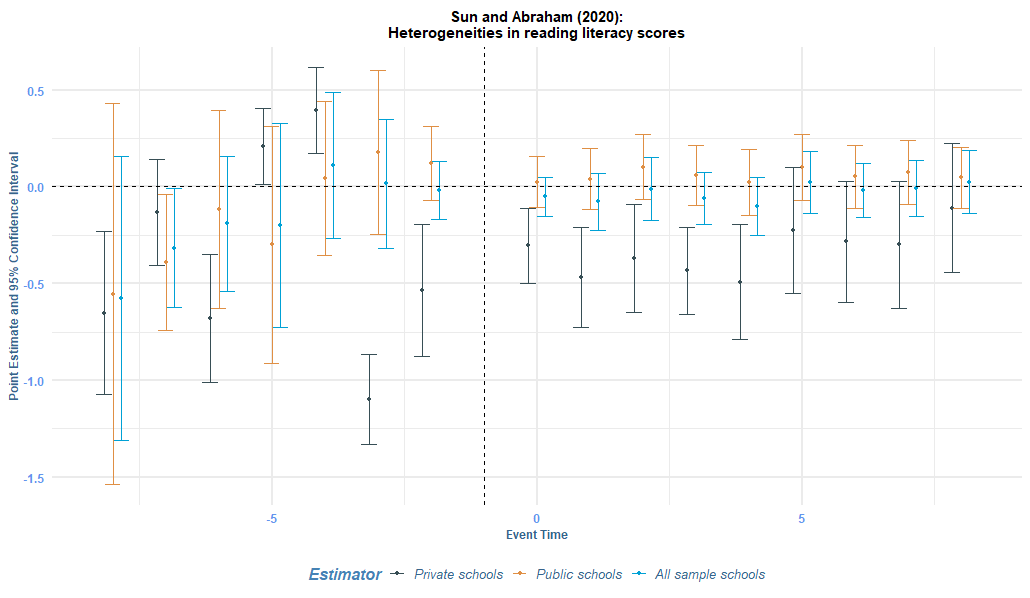 Sun and Abraham (2020):
Heterogeneities in reading literacy scores
Point Estimate and 95% Confidence Interval
0.5
0.0
-0.5
-1.0
-1.5
-5
0
5
Event Time
Estimator Private schools Public schools All sample schools